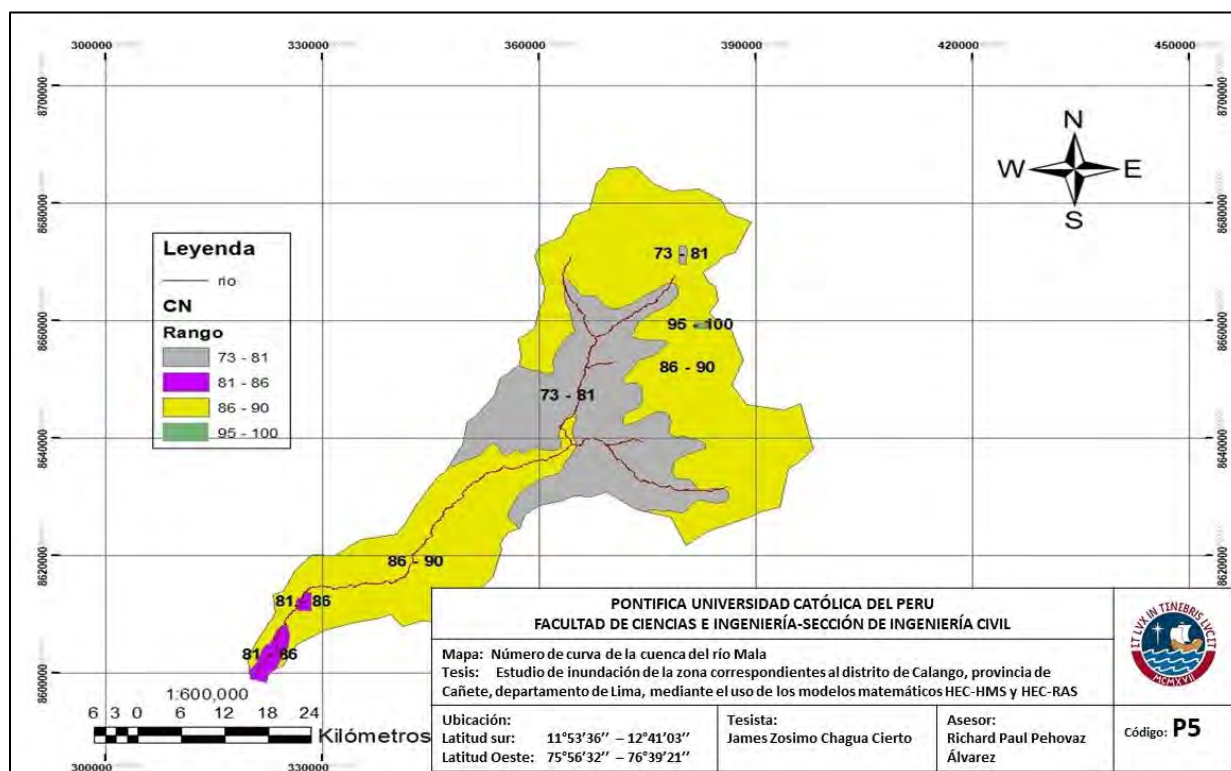 300000 330000 360000 390000 420000 450000
8700000 8700000
8680000 8680000
8660000 8660000
8640000 8640000
8620000 8620000
8600000
N
W E
S
Leyenda
rio
CN
Rango
73 - 81
81 - 86
86 - 90
95 - 100
73 - 81
95 - 100
86 - 90
73 - 81
86 - 90
81 - 86
81 - 86
1:600,000
6 3 0 6 12 18 24
Kilómetros
300000 330000
PONTIFICA UNIVERSIDAD CATÓLICA DEL PERU
FACULTAD DE CIENCIAS E INGENIERÍA-SECCIÓN DE INGENIERÍA CIVIL
Mapa: Número de curva de la cuenca del río Mala
Tesis: Estudio de inundación de la zona correspondientes al distrito de Calango, provincia de
Cañete, departamento de Lima, mediante el uso de los modelos matemáticos HEC-HMS y HEC-RAS
ET LUX IN TENEBRIS LVCET
MCMXVII
Ubicación:
Latitud sur: 11°53'36'' – 12°41'03''
Latitud Oeste: 75°56'32'' – 76°39'21''
Tesista:
James Zosimo Chagua Cierto
Asesor:
Richard Paul Pehovaz
Álvarez
Código: P5